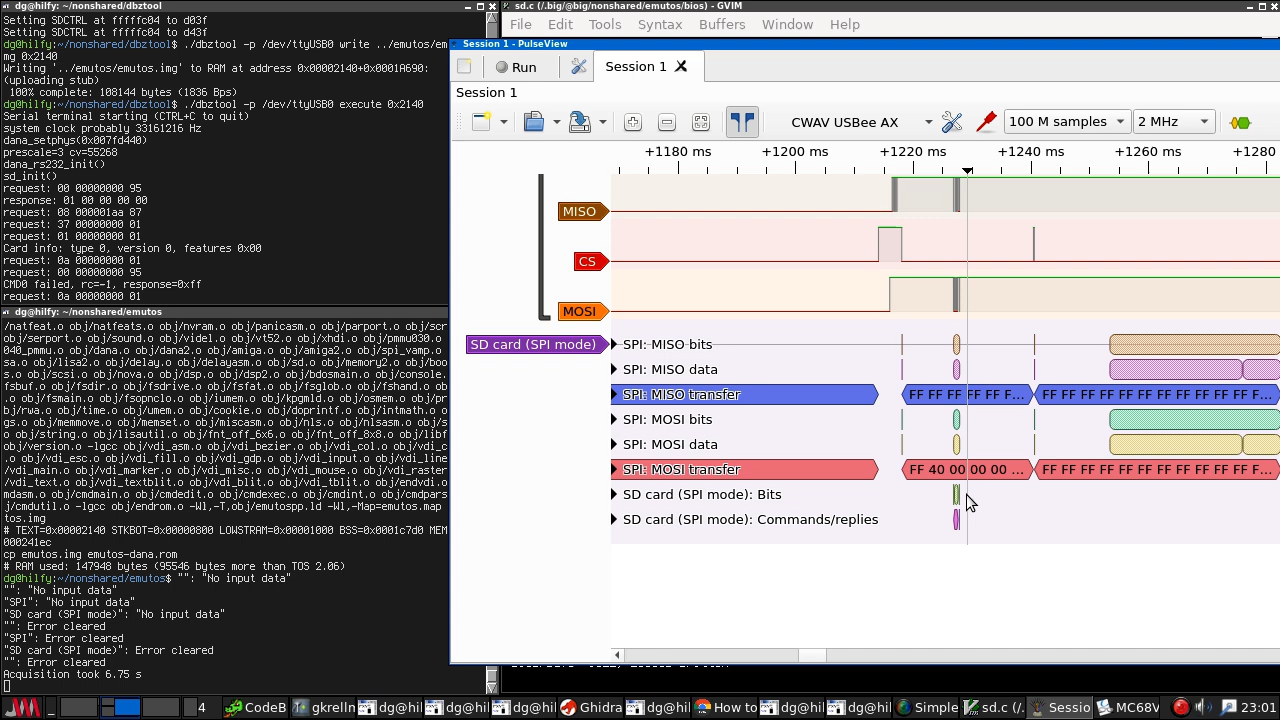 dg@hilfy: ~/nonshared/dbztool
Setting SDCTRL at fffffc04 to d03f
Setting SDCTRL at fffffc04 to d43f
dg@hilfy:~/nonshared/dbztool$ ./dbztool -p /dev/ttyUSB0 write ../emutos/em
mg 0x2140
Writing '../emutos/emutos.img' to RAM at address 0x00002140+0x0001A690:
(uploading stub)
100% complete: 108144 bytes (1836 Bps)
dg@hilfy:~/nonshared/dbztool$ ./dbztool -p /dev/ttyUSB0 execute 0x2140
Serial terminal starting (CTRL+C to quit)
system clock probably 33161216 Hz
dana_setphys(0x007fd440)
prescale=3 cv=55268
dana_rs232_init()
sd_init()
request: 00 00000000 95
response: 01 00 00 00 00
request: 08 000001aa 87
request: 37 00000000 01
request: 01 00000000 01
Card info: type 0, version 0, features 0x00
request: 0a 00000000 01
request: 00 00000000 95
CMD0 failed, rc=-1, response=0xff
request: 0a 00000000 01
dg@hilfy: ~/nonshared/emutos
/natfeat.o obj/natfeats.o obj/nvram.o obj/panicasm.o obj/parport.o obj/scr
obj/serport.o obj/sound.o obj/videl.o obj/vt52.o obj/xhdi.o obj/pmmu030.o
040_pmmu.o obj/dana.o obj/dana2.o obj/amiga.o obj/amiga2.o obj/spi_vamp.o
obj/lisa2.o obj/delay.o obj/delayasm.o obj/sd.o obj/memory2.o obj/boo
bj/scsi.o obj/nova.o obj/dsp.o obj/dsp2.o obj/bdosmain.o obj/console.
fsbuf.o obj/fsdir.o obj/fsdrive.o obj/fsfat.o obj/fsglob.o obj/fshand.o ob
j/fsmain.o obj/fsopnclo.o obj/iumem.o obj/kpgmld.o obj/osmem.o obj/pr
bj/rwa.o obj/time.o obj/umem.o obj/cookie.o obj/doprintf.o obj/intmath.o
gs.o obj/memmove.o obj/memset.o obj/miscasm.o obj/nls.o obj/nlsasm.o ob
.o obj/string.o obj/lisautil.o obj/fnt_off_6x6.o obj/fnt_off_8x8.o obj/libf
obj/version.o -lgcc obj/vdi_asm.o obj/vdi_bezier.o obj/vdi_col.o obj/vdi_co
o obj/vdi_esc.o obj/vdi_fill.o obj/vdi_gdp.o obj/vdi_input.o obj/vdi_line.
/vdi_main.o obj/vdi_marker.o obj/vdi_misc.o obj/vdi_mouse.o obj/vdi_raster
/vdi_text.o obj/vdi_textblit.o obj/vdi_tblit.o obj/endvdi.o
mdasm.o obj/cmdmain.o obj/cmdedit.o obj/cmdexec.o obj/cmdint.o obj/cmdpars
j/cmdutil.o -lgcc obj/endrom.o -Wl,-T,obj/emutospp.ld -Wl,-Map=emutos.map
tos.img
# TEXT=0x00002140 STKBOT=0x00000800 LOWSTRAM=0x00001000 BSS=0x0001c7d0 MEM
000241ec
cp emutos.img emutos-dana.rom
# RAM used: 147948 bytes (95546 bytes more than TOS 2.06)
dg@hilfy:~/nonshared/emutos$ "": "No input data"
"": "No input data"
"SPI": "No input data"
"SD card (SPI mode)": "No input data"
"": Error cleared
"SPI": Error cleared
"SD card (SPI mode)": Error cleared
"": Error cleared
Acquisition took 6.75 s
sd.c (/.big/@big/nonshared/emutos/bios) - GVIM
File Edit Tools Syntax Buffers Window Help
Session 1 - PulseView
Run Session 1
Session 1
CWAV USBee AX 100 M samples 2 MHz
+1180 ms +1200 ms +1220 ms +1240 ms +1260 ms +1280
MISO
CS
MOSI
SD card (SPI mode) SPI: MISO bits
SPI: MISO data
SPI: MISO transfer FF FF FF FF FF F… FF FF FF FF FF FF FF FF FF F…
SPI: MOSI bits
SPI: MOSI data
SPI: MOSI transfer FF 40 00 00 00 … FF FF FF FF FF FF FF FF FF F…
SD card (SPI mode): Bits
SD card (SPI mode): Commands/replies
4 CodeB gkrelln dg@hil dg@hil dg@hil Ghidra dg@hil How to dg@hil dg@hil Simple sd.c (/ Sessio MC68V 23:01